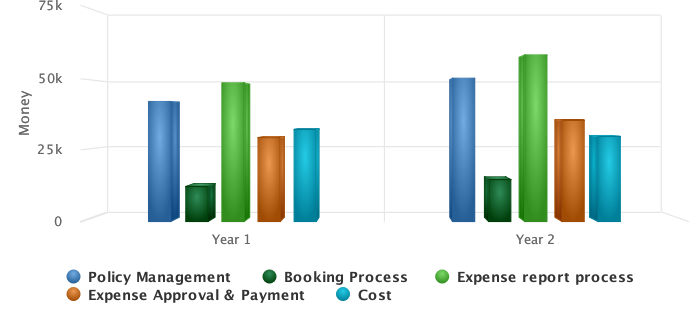 75k
50k
25k
0
Money
Year 1
Year 2
Policy Management
Booking Process
Expense report process
Expense Approval & Payment
Cost